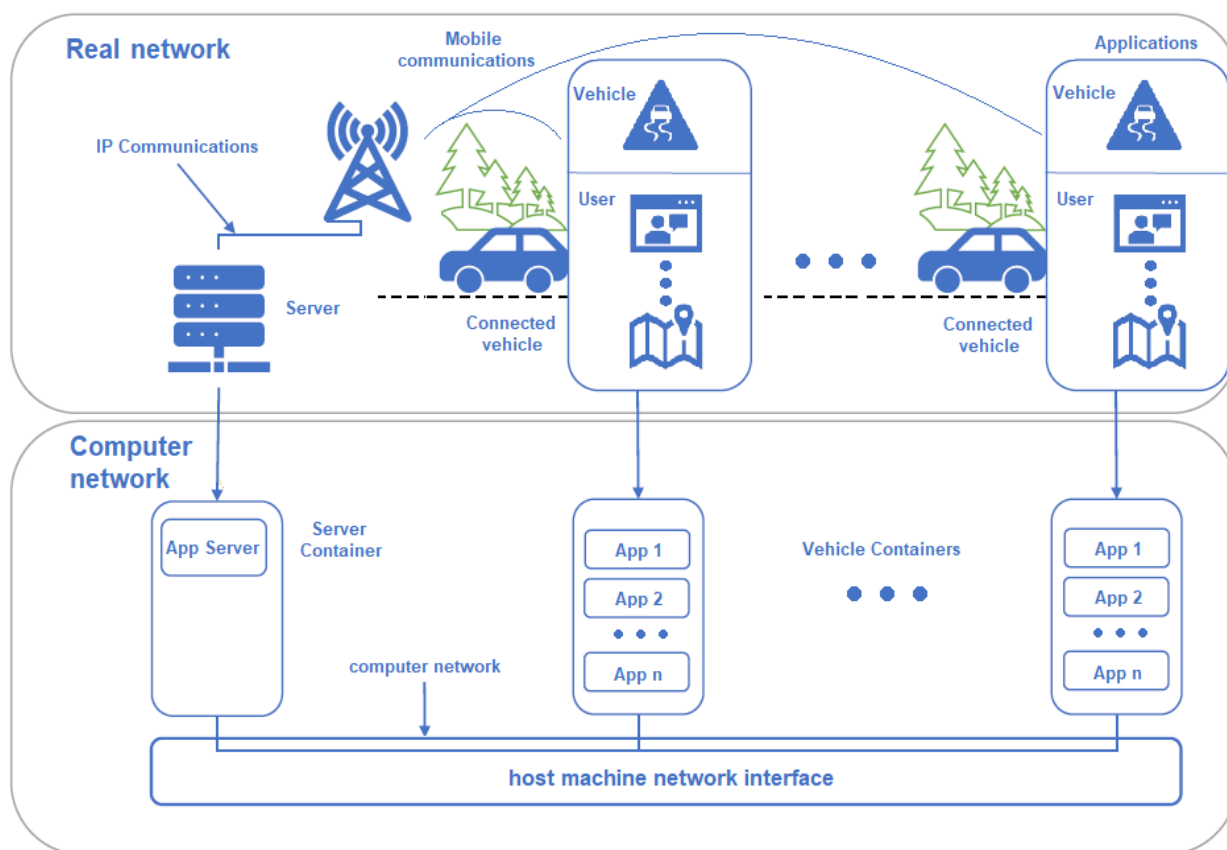 Real network
Mobile
communications
Applications
Vehicle
Vehicle
IP Communications
User
User
Server
Connected
vehicle
Connected
vehicle
Computer
network
App Server
Server
Container
App 1
App 2
App n
Vehicle Containers
App 1
App 2
App n
computer network
host machine network interface